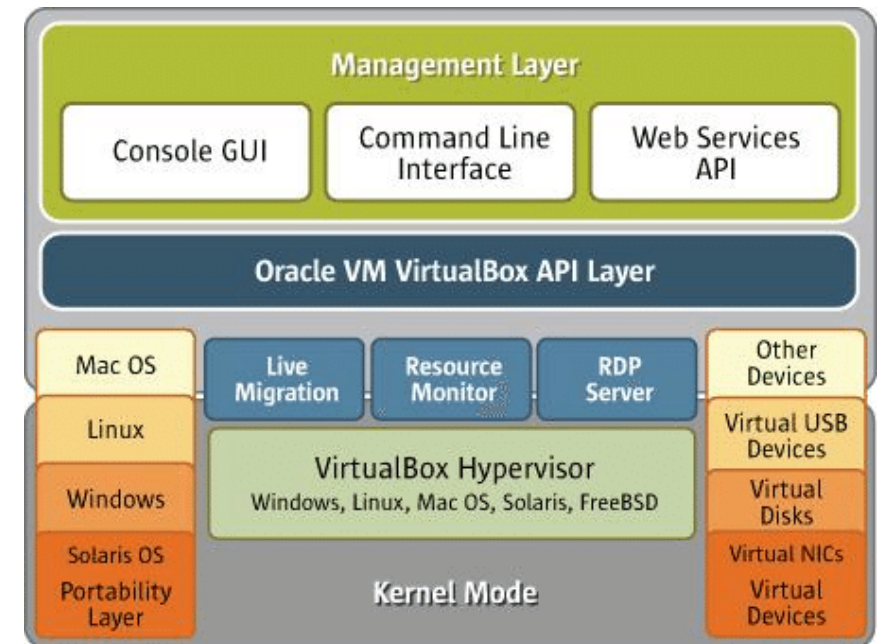 Management Layer
Console GUI
Command Line
Interface
Web Services
API
Oracle VM VirtualBox API Layer
Mac OS
Linux
Windows
Solaris OS
Portability
Layer
Live
Migration
Resource
Monitor
RDP
Server
VirtualBox Hypervisor
Windows, Linux, Mac OS, Solaris, FreeBSD
Kernel Mode
Other
Devices
Virtual USB
Devices
Virtual
Disks
Virtual NICs
Virtual
Devices